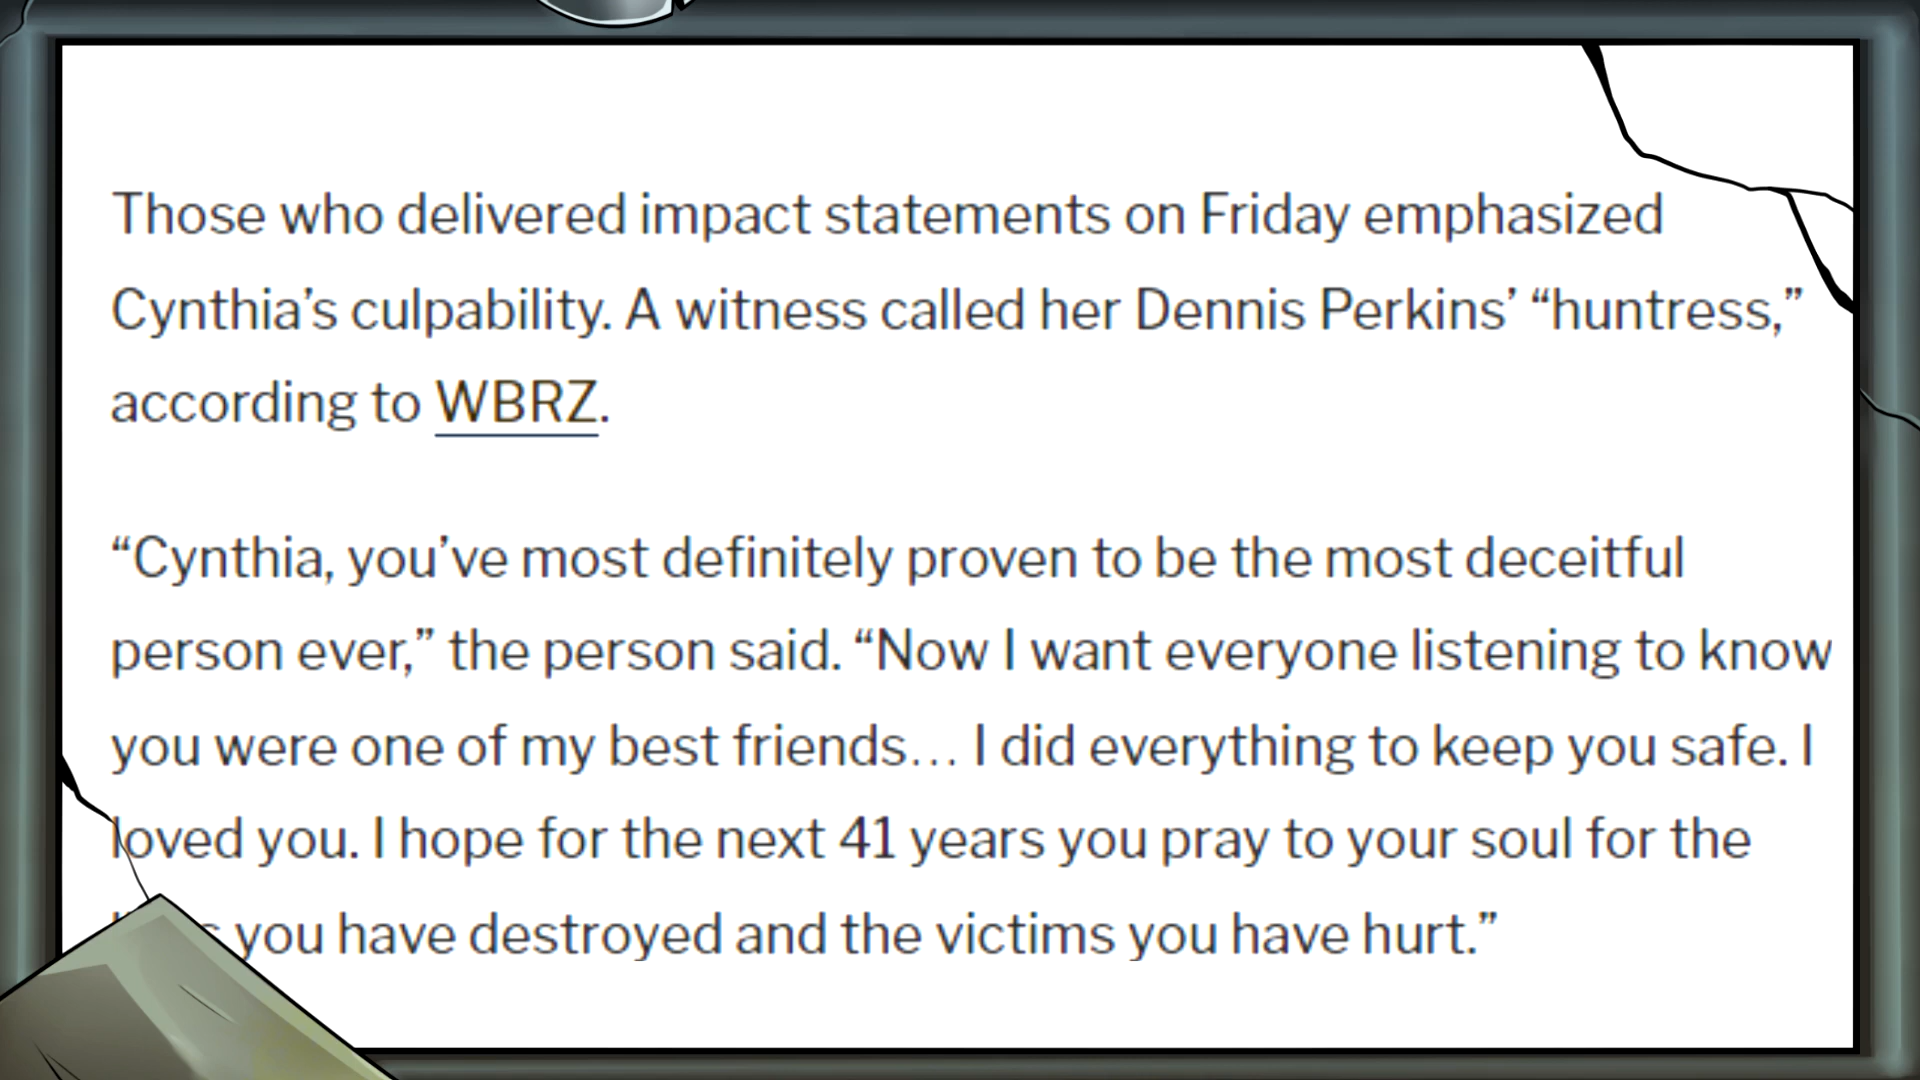 Those who delivered impact statements on Friday emphasized
Cynthia’s culpability. A witness called her Dennis Perkins’ “huntress,”
according to WBRZ.
“Cynthia, you’ve most definitely proven to be the most deceitful
person ever,” the person said. “Now I want everyone listening to know
you were one of my best friends… I did everything to keep you safe. I
loved you. I hope for the next 41 years you pray to your soul for the
you have destroyed and the victims you have hurt.”